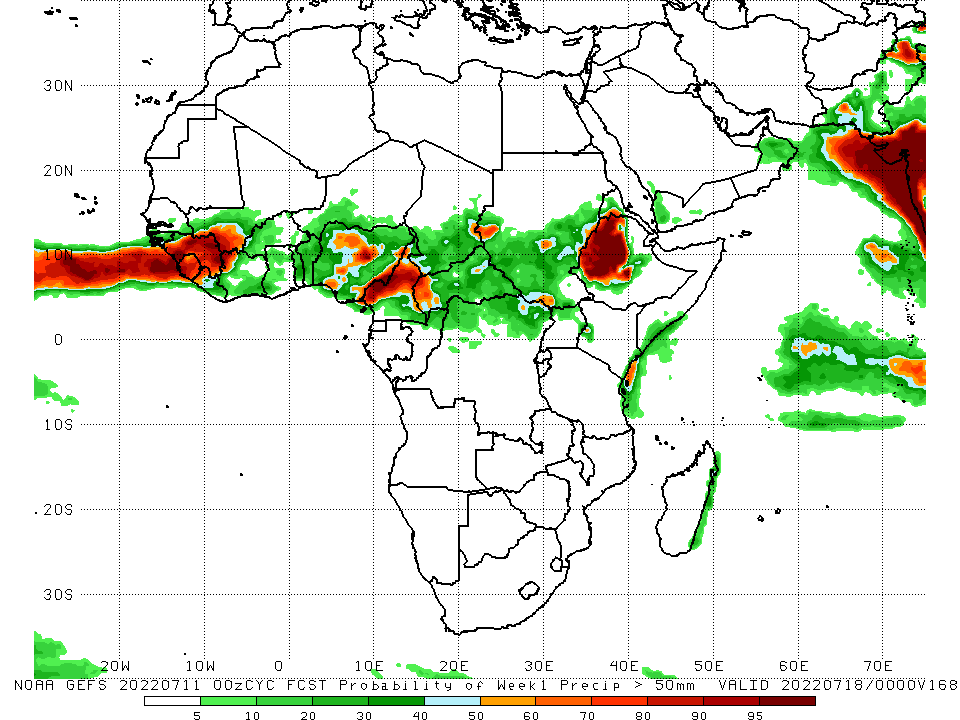 30N
20N
10N
0
10S
20S
30S
20W 10W 0 10E 20E 30E 40E 50E 60E 70E
NOAA GEFS 20220711 00zCYC FCST Probability of Week1 Precip > 50mm VALID 20220718/0000V168
5 10 20 30 40 50 60 70 80 90 95